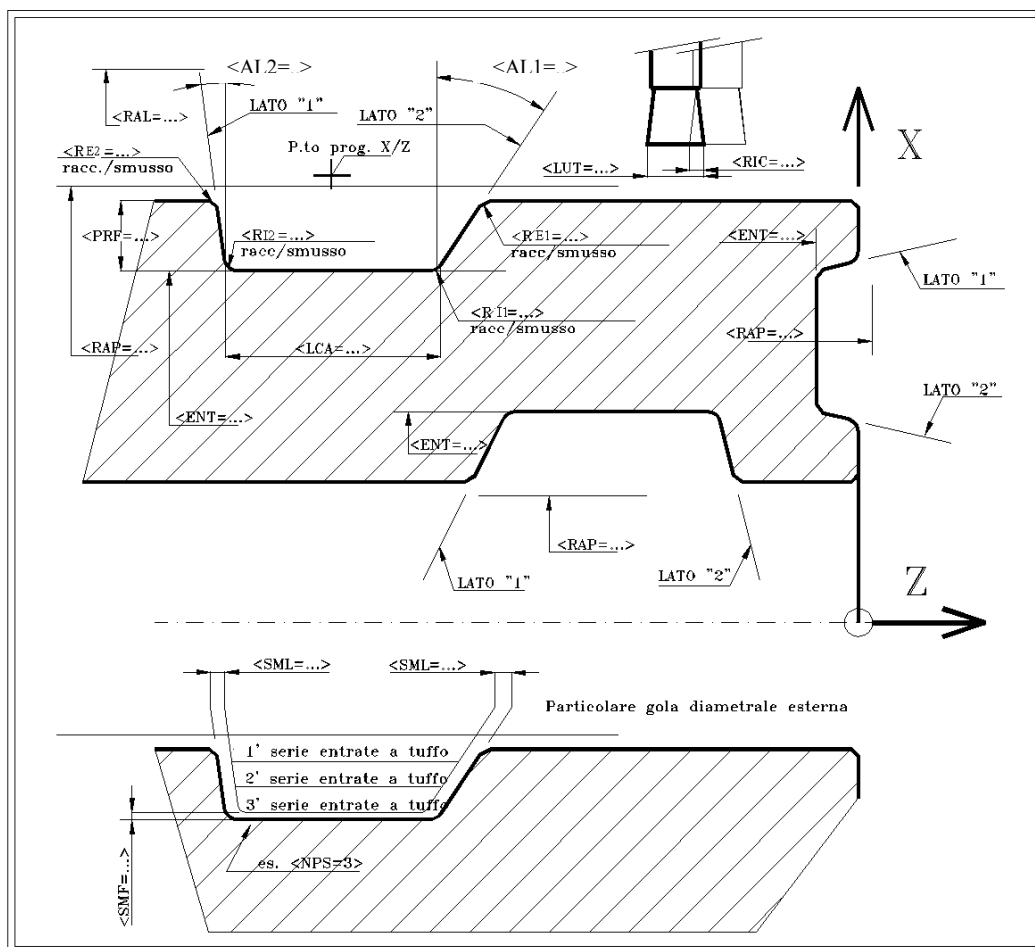 <AL2=..>
<AL1=..>
<RAL=...>
LATO "1"
LATO "2"
P.to prog. X/Z
<RE2=...>
racc./smusso
<LUT=...>
<RIC=...>
X
<PRF=...>
<RI2=...>
racc/smusso
<RE1=...>
racc/smusso
<ENT=...>
LATO "1"
<RI1=...>
racc/smusso
<RAP=...>
<RAP=...>
<LCA=...>
LATO "2"
<ENT=...>
<ENT=...>
<RAP=...>
LATO "1"
LATO "2"
Z
<SML=...>
<SML=...>
Particolare gola diametrale esterna
1' serie entrate a tuffo
2' serie entrate a tuffo
3' serie entrate a tuffo
es. <NPS=3>
<SMF=...>